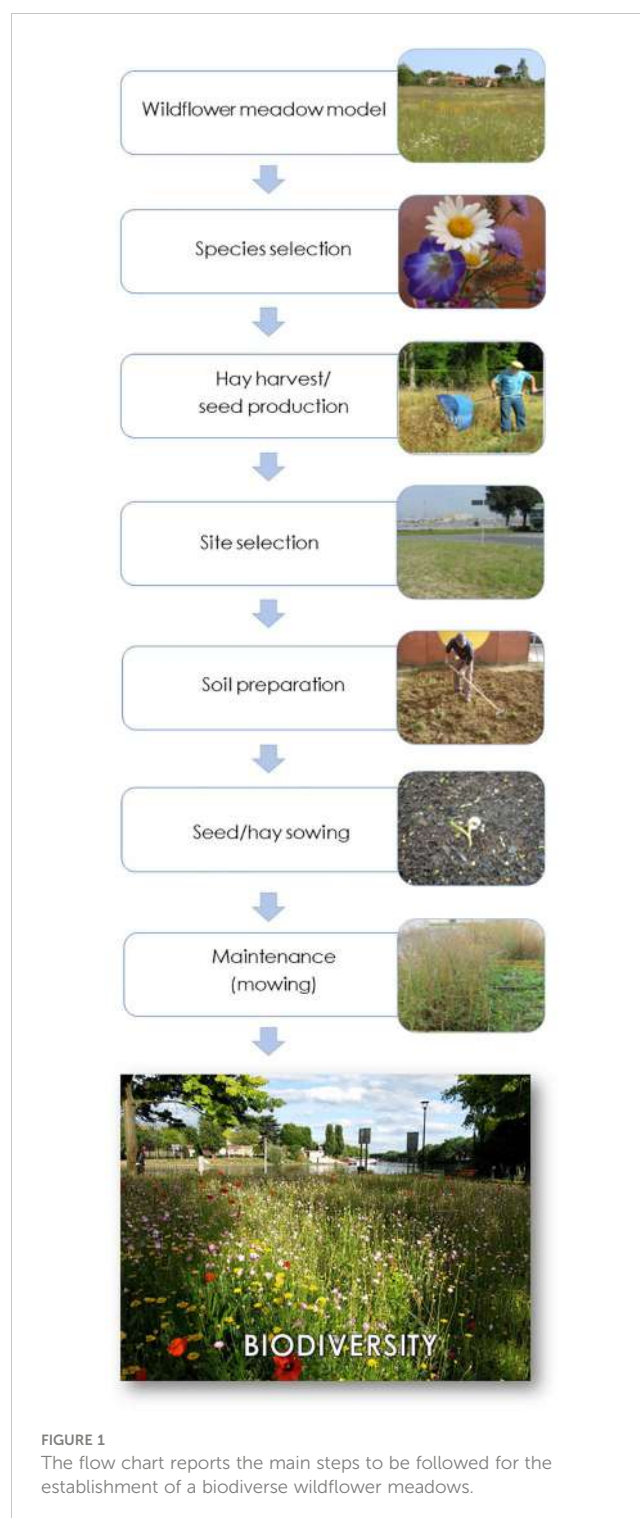 Wildflower meadow model
Species selection
Hay harvest/
seed production
Site selection
Soil preparation
Seed/hay sowing
Maintenance
(mowing)
BIODIVERSITY
FIGURE 1
The flow chart reports the main steps to be followed for the
establishment of a biodiverse wildflower meadows.